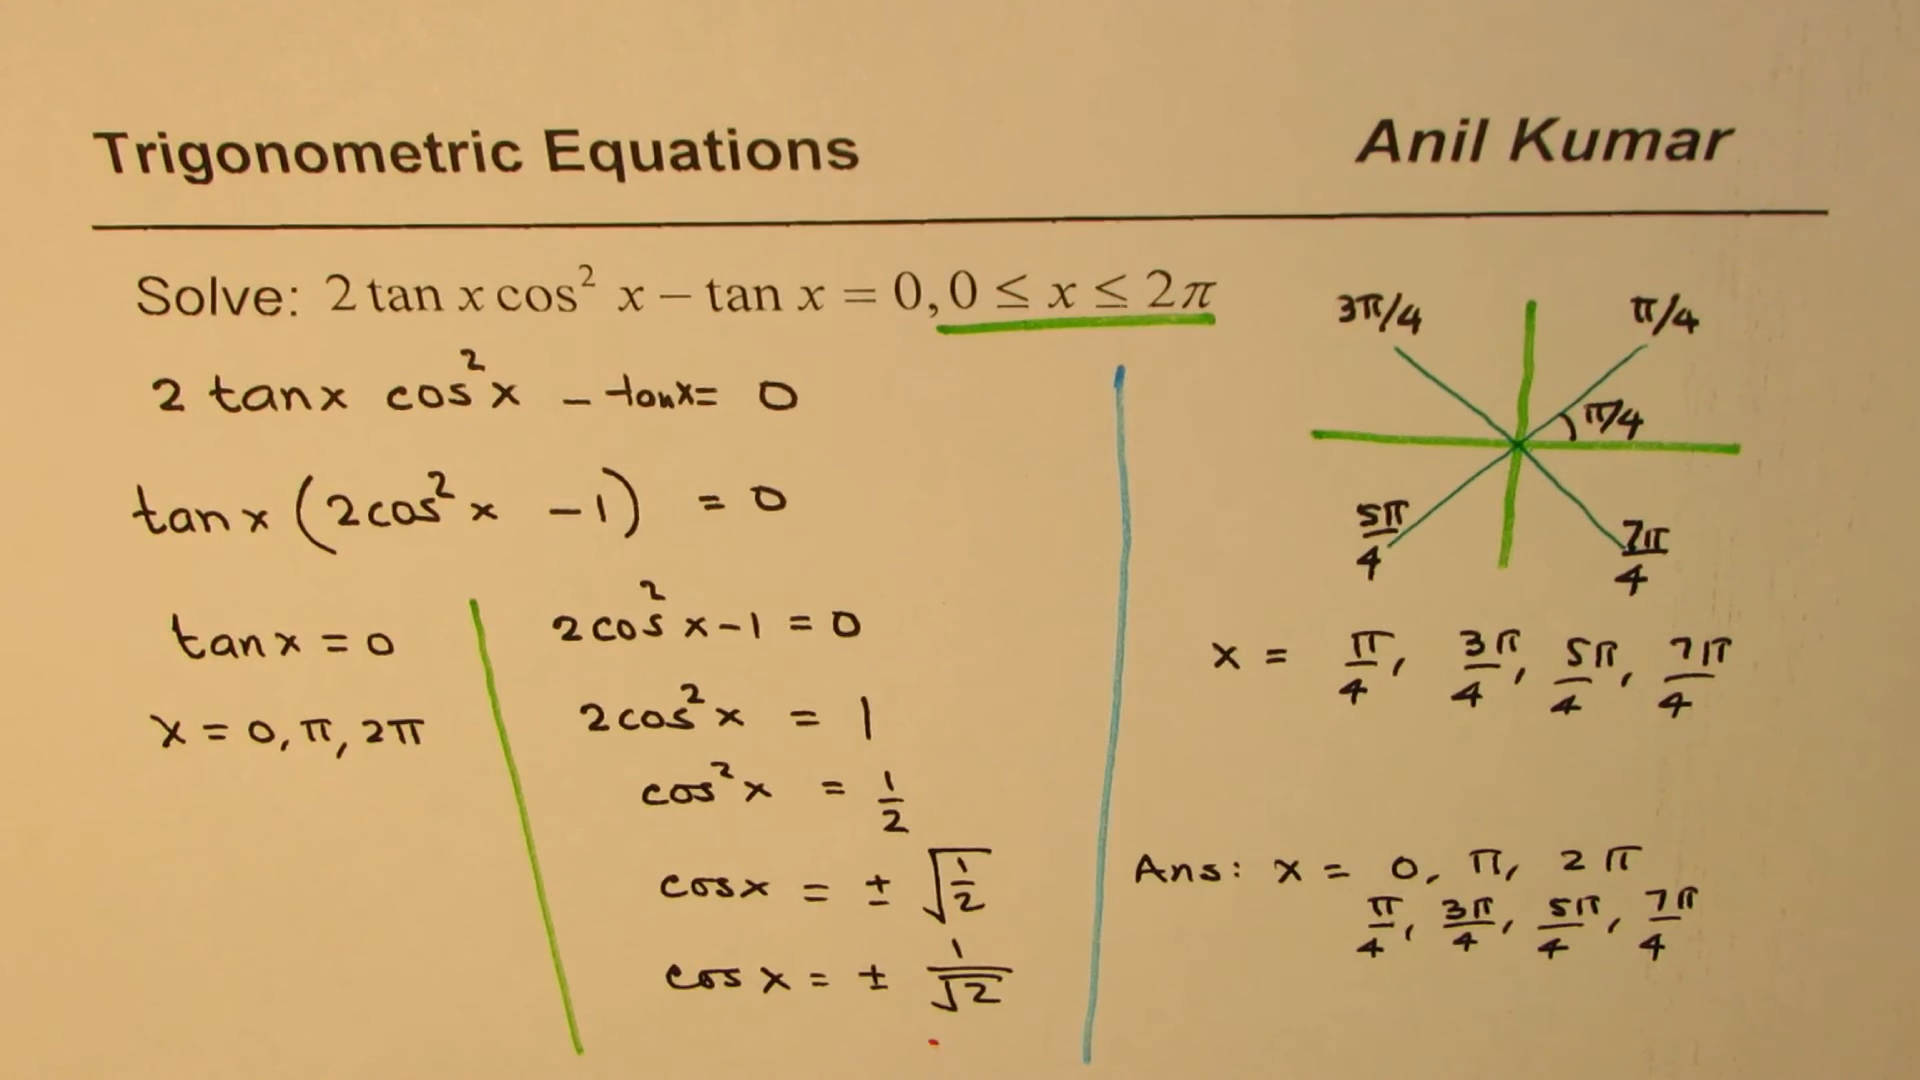 Trigonometric Equations
Anil Kumar
Solve: 2 tan x cos² x − tan x = 0, 0 ≤ x ≤ 2π
2 tanx cos²x − tanx = 0
tanx (2cos²x −1) = 0
tanx = 0
x = 0, π, 2π
2cos²x−1 = 0
2cos²x = 1
cos²x = 1/2
cosx = ± √(1/2)
cosx = ± 1/√2
3π/4 π/4
π/4
5π/4 7π/4
x = π/4, 3π/4, 5π/4, 7π/4
Ans: x = 0, π, 2π
π/4, 3π/4, 5π/4, 7π/4